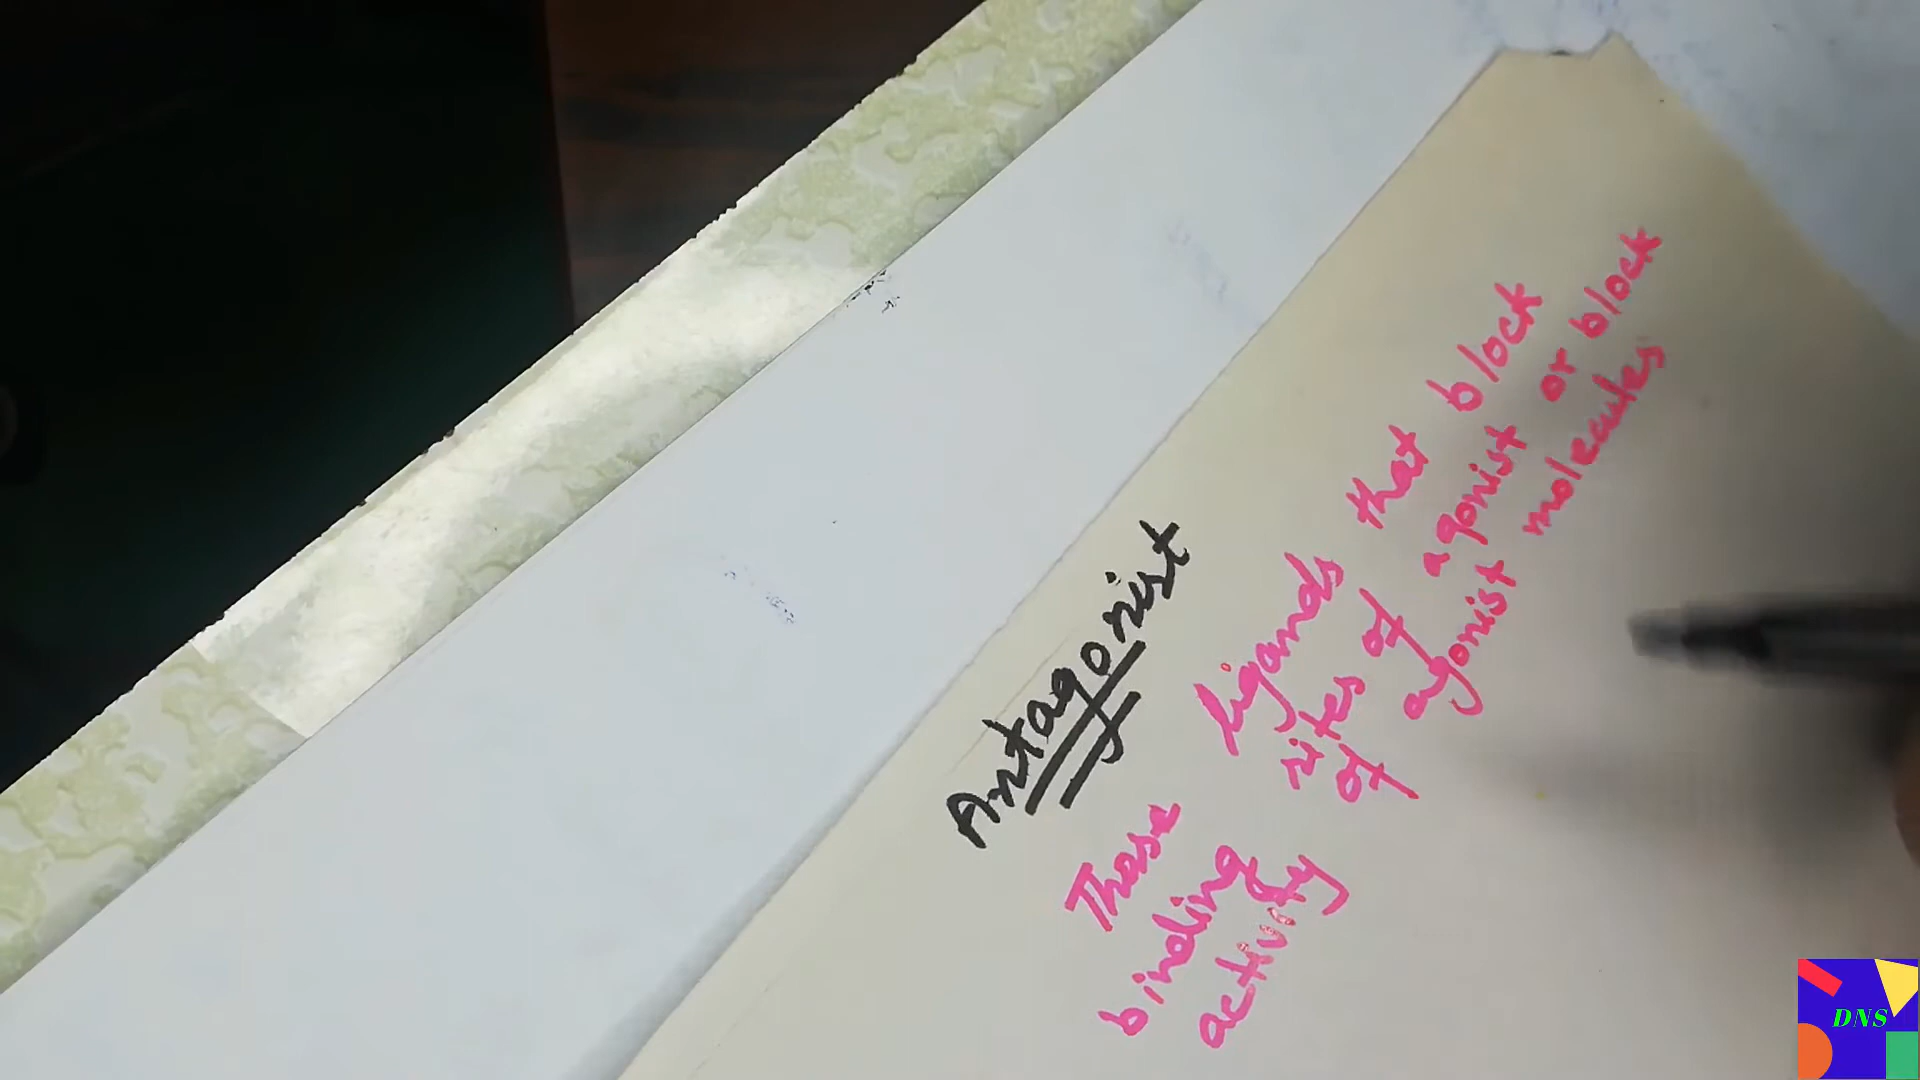 Antagonist
These ligands that block
binding sites of agonist or block
activity of agonist molecules
DNS